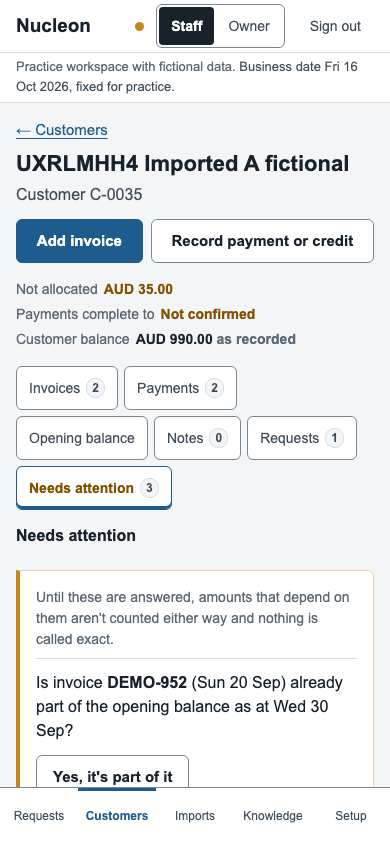 Nucleon
Staff
Owner
Sign out
Practice workspace with fictional data. Business date Fri 16
Oct 2026, fixed for practice.
← Customers
UXRLMHH4 Imported A fictional
Customer C-0035
Add invoice
Record payment or credit
Not allocated AUD 35.00
Payments complete to Not confirmed
Customer balance AUD 990.00 as recorded
Invoices 2
Payments 2
Opening balance
Notes 0
Requests 1
Needs attention 3
Needs attention
Until these are answered, amounts that depend on
them aren't counted either way and nothing is
called exact.
Is invoice DEMO-952 (Sun 20 Sep) already
part of the opening balance as at Wed 30
Sep?
Yes, it's part of it
Requests
Customers
Imports
Knowledge
Setup